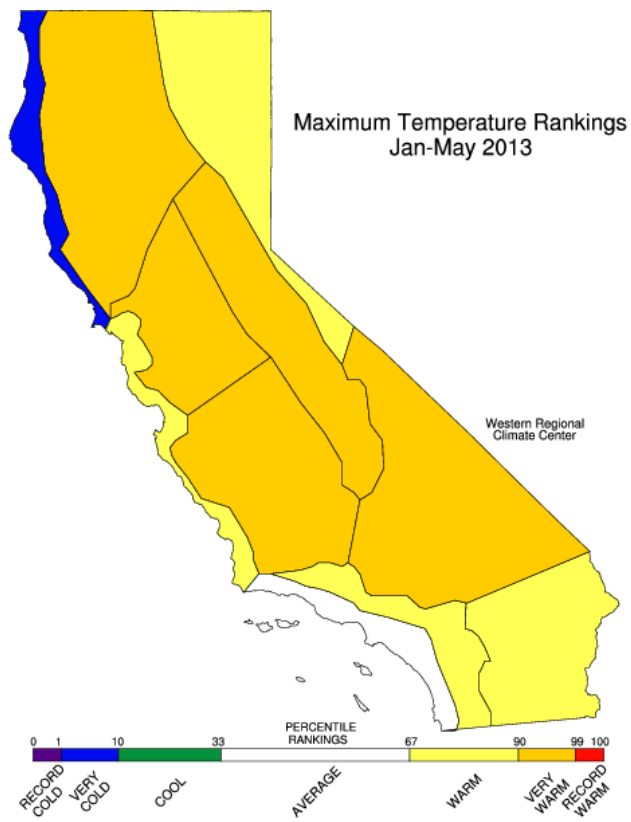 Maximum Temperature Rankings
Jan-May 2013
Western Regional
Climate Center
PERCENTILE
RANKINGS
0 1 10 33 67 90 99 100
RECORD
COLD
VERY
COLD
COOL
AVERAGE
WARM
VERY
WARM
RECORD
WARM